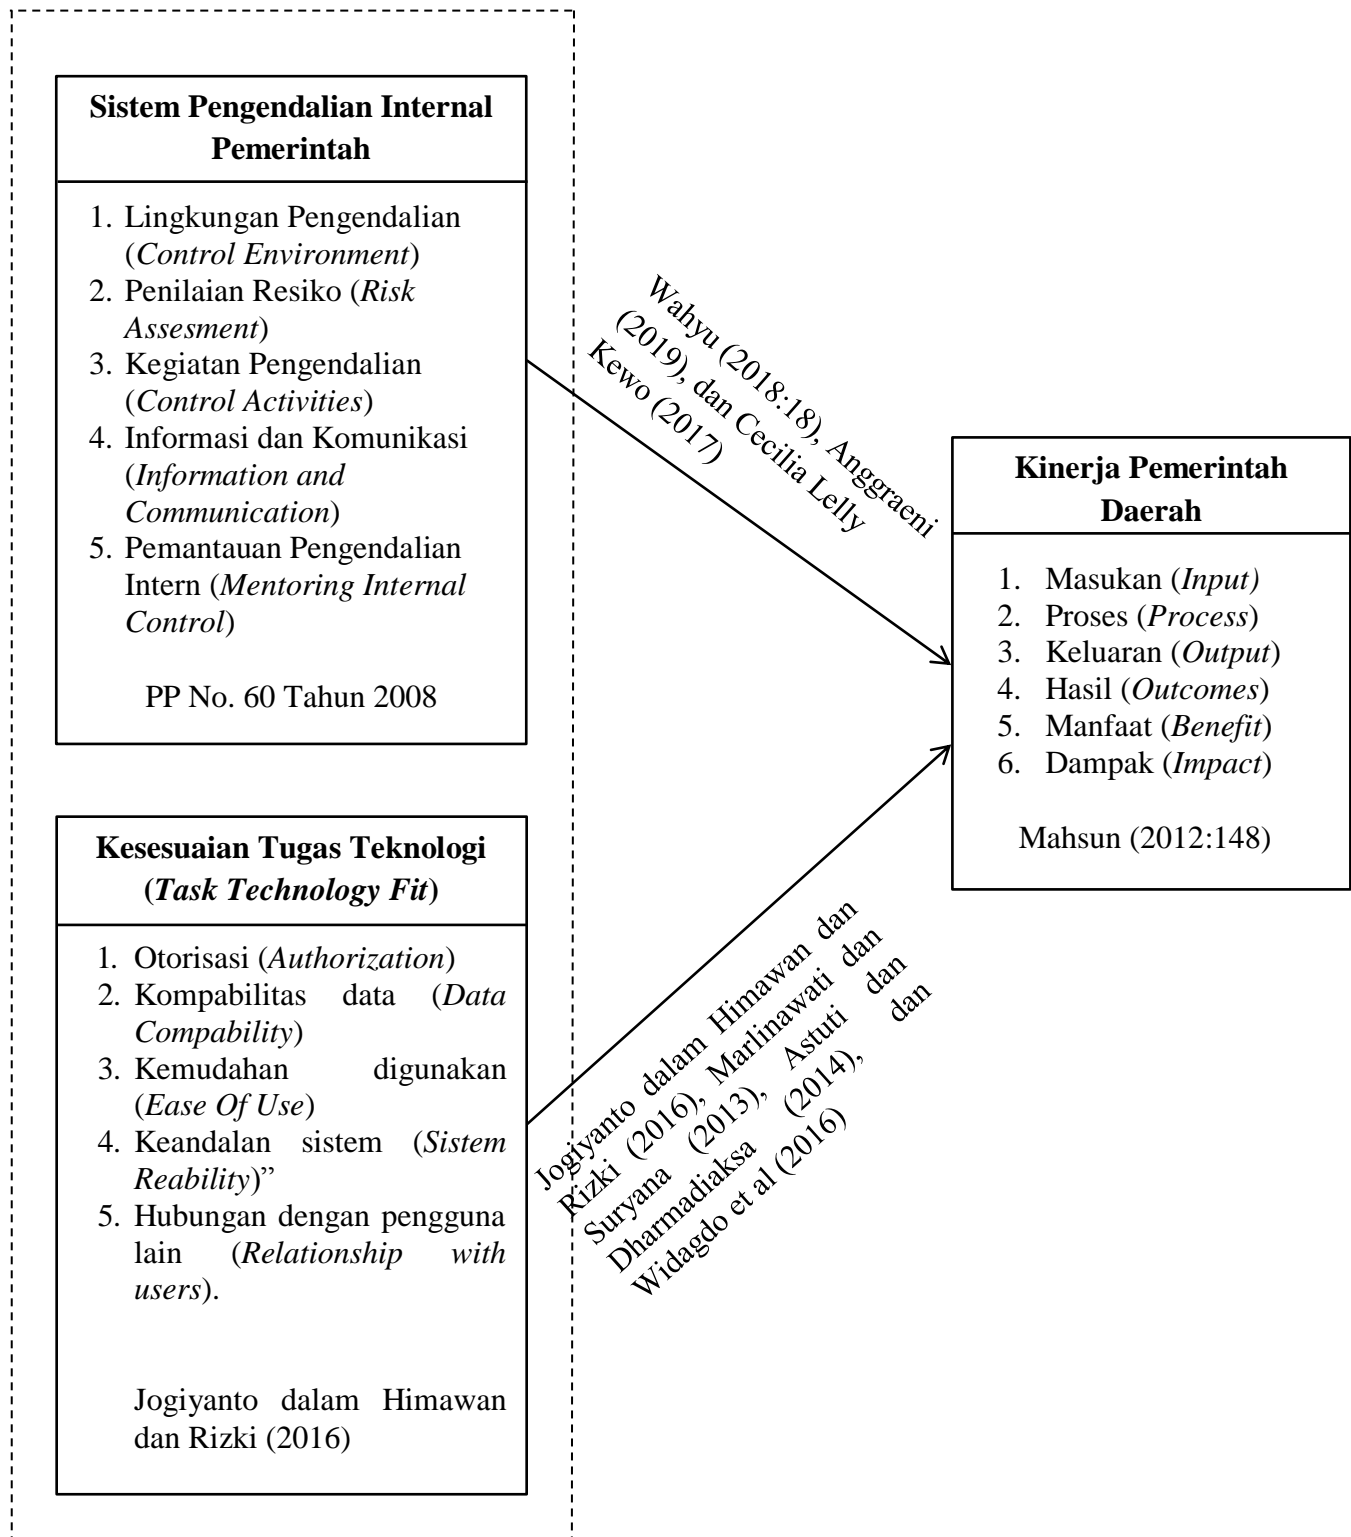 Sistem Pengendalian Internal
Pemerintah
1. Lingkungan Pengendalian
(Control Environment)
2. Penilaian Resiko (Risk
Assesment)
3. Kegiatan Pengendalian
(Control Activities)
4. Informasi dan Komunikasi
(Information and
Communication)
5. Pemantauan Pengendalian
Intern (Mentoring Internal
Control)
PP No. 60 Tahun 2008
Wahyu (2018:18), Anggraeni
(2019), dan Cecilia Lelly
Kewo (2017)
Kinerja Pemerintah
Daerah
1. Masukan (Input)
2. Proses (Process)
3. Keluaran (Output)
4. Hasil (Outcomes)
5. Manfaat (Benefit)
6. Dampak (Impact)
Mahsun (2012:148)
Kesesuaian Tugas Teknologi
(Task Technology Fit)
1. Otorisasi (Authorization)
2. Kompabilitas data (Data
Compability)
3. Kemudahan digunakan
(Ease Of Use)
4. Keandalan sistem (Sistem
Reability)”
5. Hubungan dengan pengguna
lain (Relationship with
users).
Jogiyanto dalam Himawan
dan Rizki (2016)
Jogiyanto dalam Himawan dan
Rizki (2016), Marlinawati dan
Suryana (2013), Astuti dan
Dharmadiaksa (2014), dan
Widagdo et al (2016)